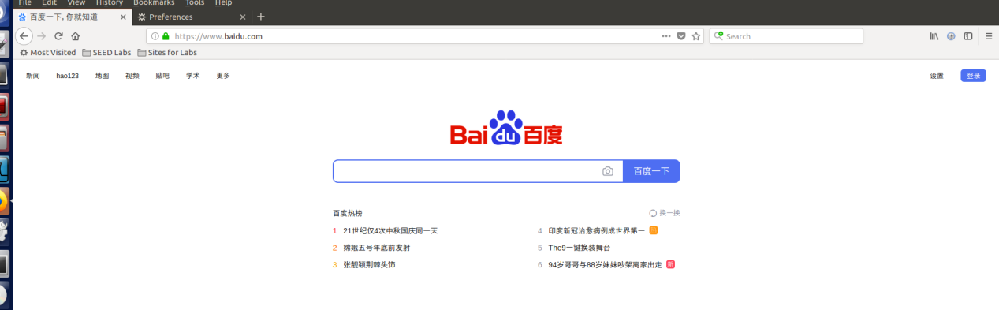 File Edit View History Bookmarks Tools Help
百度一下, 你就知道 Preferences
https://www.baidu.com Search
Most Visited SEED Labs Sites for Labs
新闻 hao123 地图 视频 贴吧 学术 更多 设置 登录
Bai du 百度
百度一下
百度热榜 换一换
1 21世纪仅4次中秋国庆同一天
4 印度新冠治愈病例成世界第一
2 嫦娥五号年底前发射
5 The9一键换装舞台
3 张靓颖荆棘头饰
6 94岁哥哥与88岁妹妹吵架离家出走 新